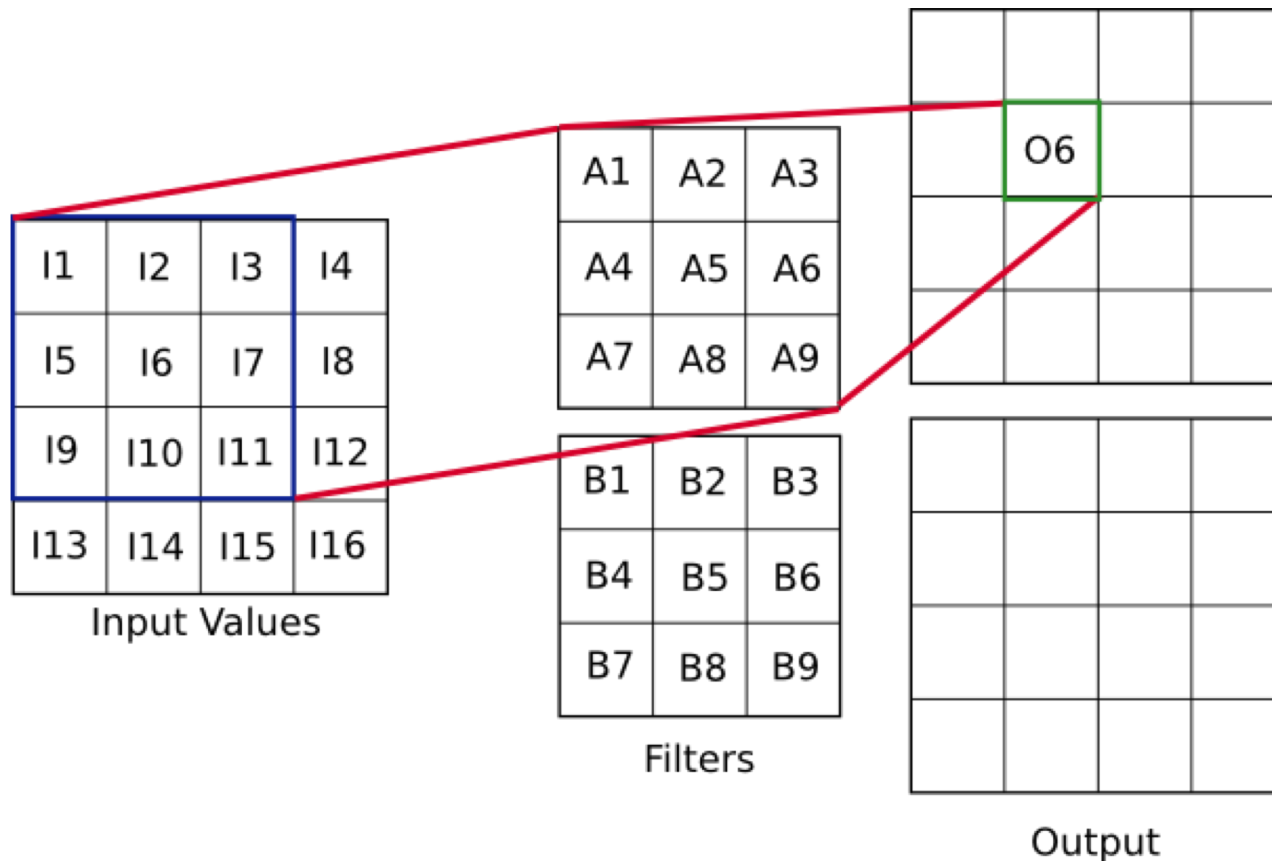 I1 I2 I3 I4
I5 I6 I7 I8
I9 I10 I11 I12
I13 I14 I15 I16
Input Values
A1 A2 A3
A4 A5 A6
A7 A8 A9
B1 B2 B3
B4 B5 B6
B7 B8 B9
Filters
O6
Output